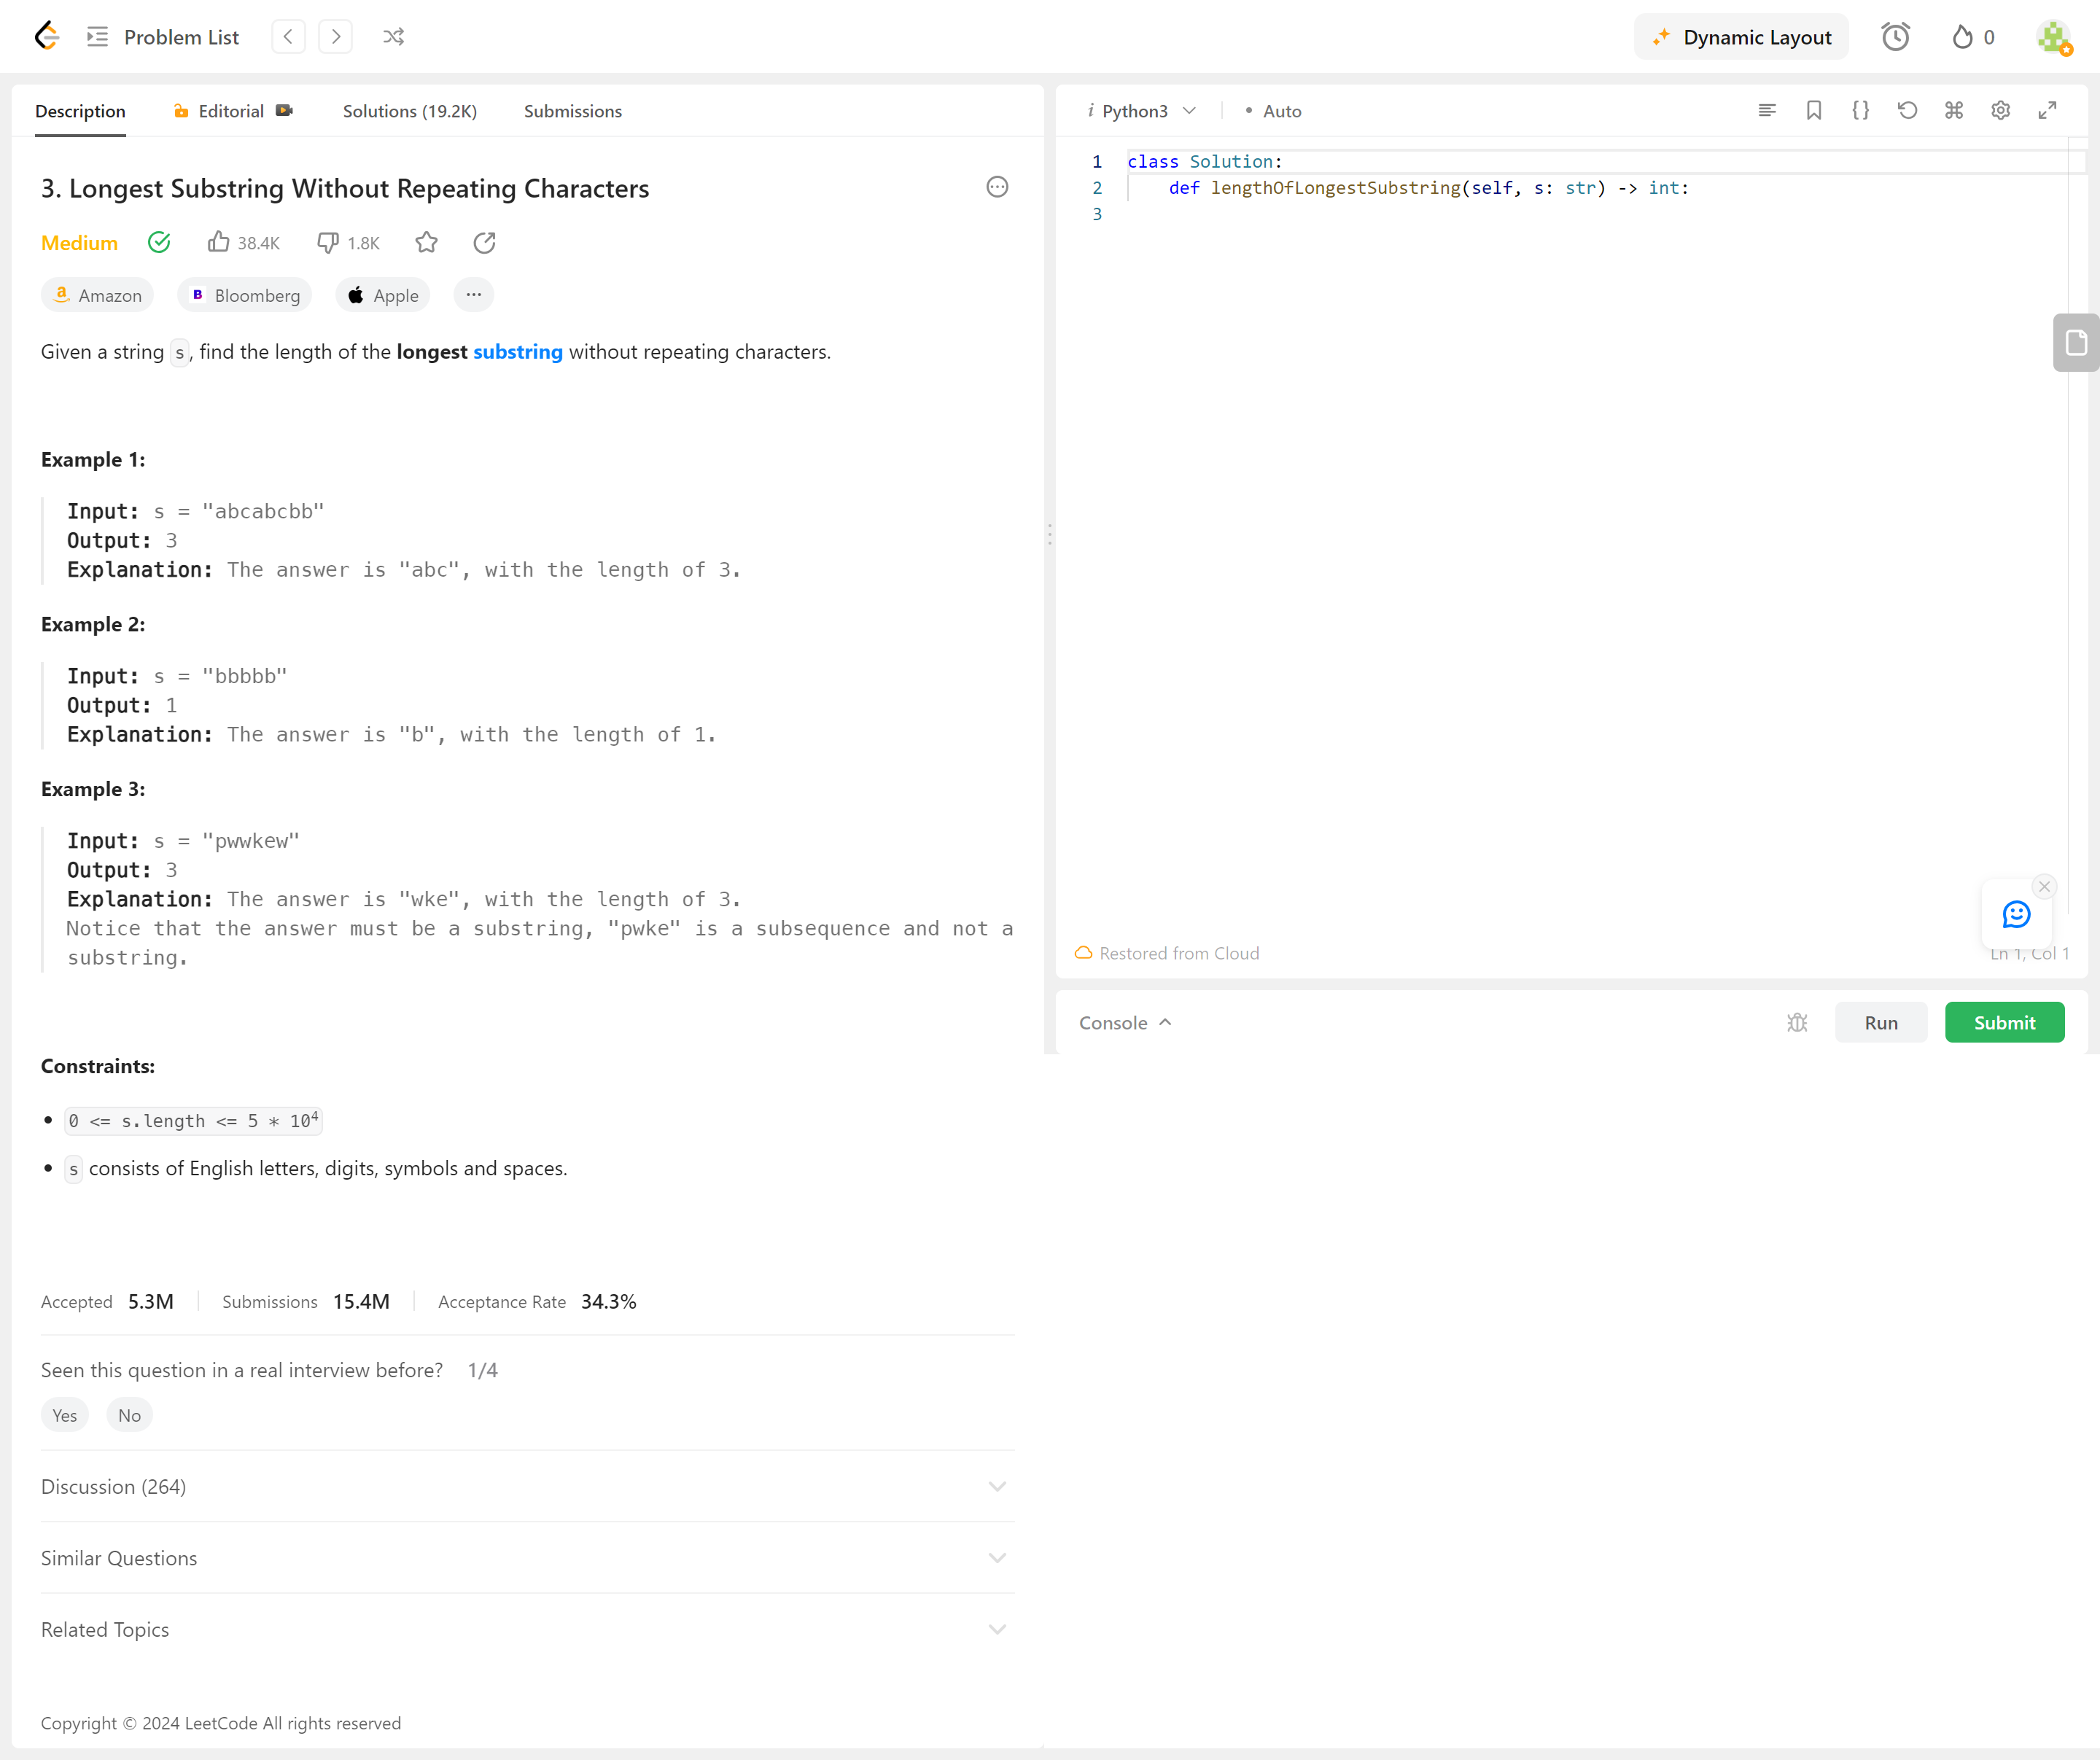 Problem List
Dynamic Layout
0
Description
Editorial
Solutions (19.2K)
Submissions
3. Longest Substring Without Repeating Characters
Medium
38.4K
1.8K
Amazon
Bloomberg
Apple
Given a string s, find the length of the longest substring without repeating characters.
Example 1:
Input: s = "abcabcbb"
Output: 3
Explanation: The answer is "abc", with the length of 3.
Example 2:
Input: s = "bbbbb"
Output: 1
Explanation: The answer is "b", with the length of 1.
Example 3:
Input: s = "pwwkew"
Output: 3
Explanation: The answer is "wke", with the length of 3.
Notice that the answer must be a substring, "pwke" is a subsequence and not a
substring.
Constraints:
• 0 <= s.length <= 5 * 10⁴
• s consists of English letters, digits, symbols and spaces.
Accepted 5.3M
Submissions 15.4M
Acceptance Rate 34.3%
Seen this question in a real interview before? 1/4
Yes
No
Discussion (264)
Similar Questions
Related Topics
Copyright © 2024 LeetCode All rights reserved
i Python3
• Auto
{}
1 class Solution:
2     def lengthOfLongestSubstring(self, s: str) -> int:
3
Restored from Cloud
Ln 1, Col 1
Console
Run
Submit